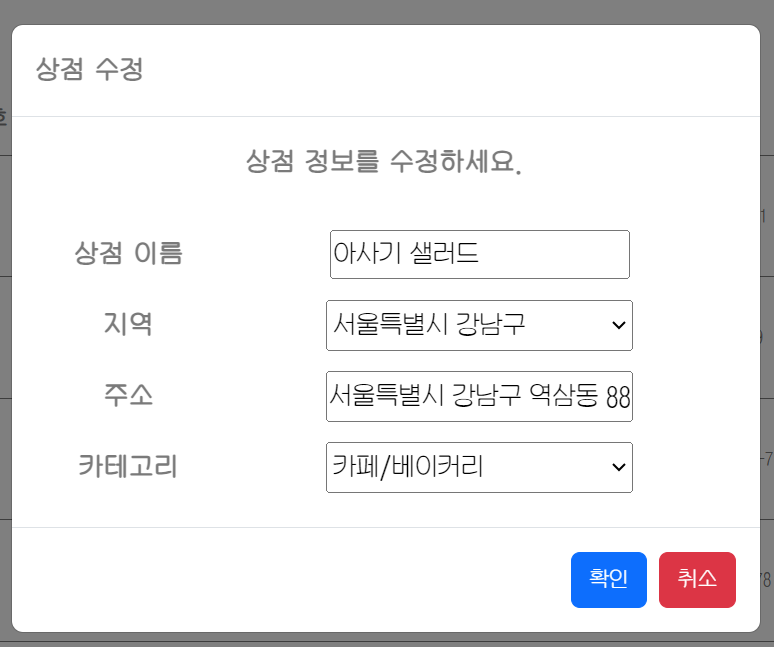 상점 수정
상점 정보를 수정하세요.
상점 이름 아사기 샐러드
지역 서울특별시 강남구
주소 서울특별시 강남구 역삼동 88
카테고리 카페/베이커리
확인 취소